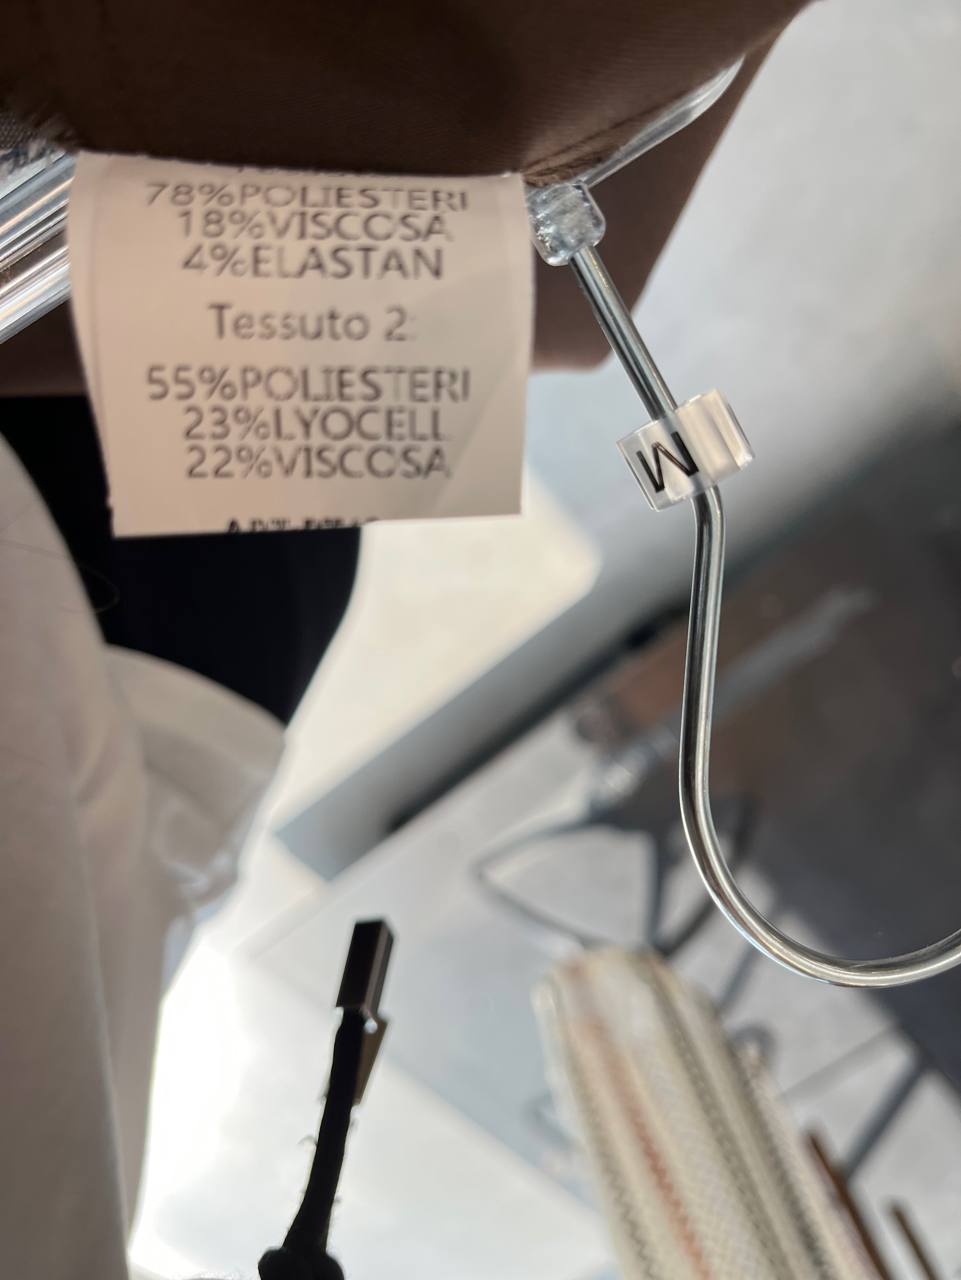 78%POLIESTERI
18%VISCOSA
4%ELASTAN
Tessuto 2:
55%POLIESTERI
23%LYOCELL
22%VISCOSA
M